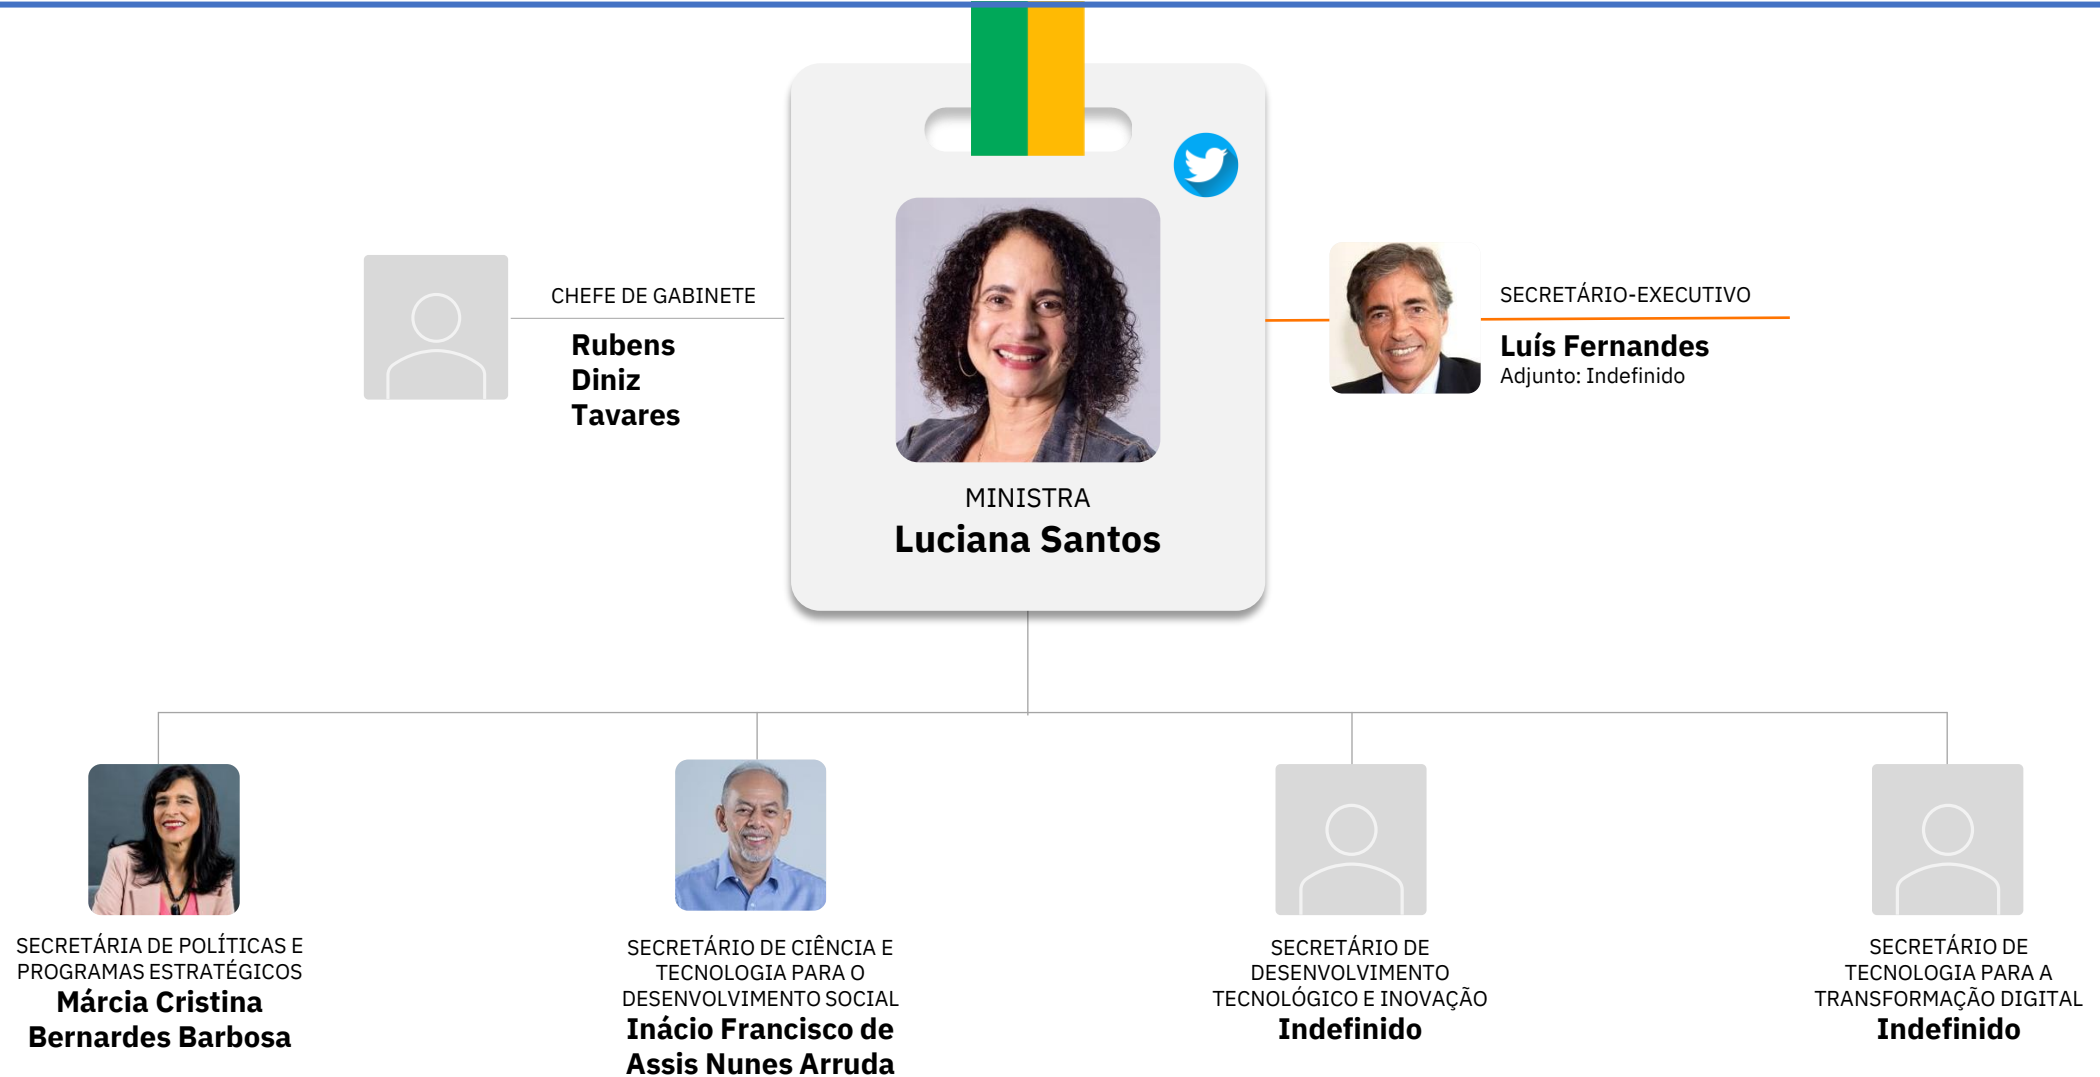 CHEFE DE GABINETE
Rubens
Diniz
Tavares
SECRETÁRIO-EXECUTIVO
Luís Fernandes
Adjunto: Indefinido
MINISTRA
Luciana Santos
SECRETÁRIA DE POLÍTICAS E
PROGRAMAS ESTRATÉGICOS
Márcia Cristina
Bernardes Barbosa
SECRETÁRIO DE CIÊNCIA E
TECNOLOGIA PARA O
DESENVOLVIMENTO SOCIAL
Inácio Francisco de
Assis Nunes Arruda
SECRETÁRIO DE
DESENVOLVIMENTO
TECNOLÓGICO E INOVAÇÃO
Indefinido
SECRETÁRIO DE
TECNOLOGIA PARA A
TRANSFORMAÇÃO DIGITAL
Indefinido